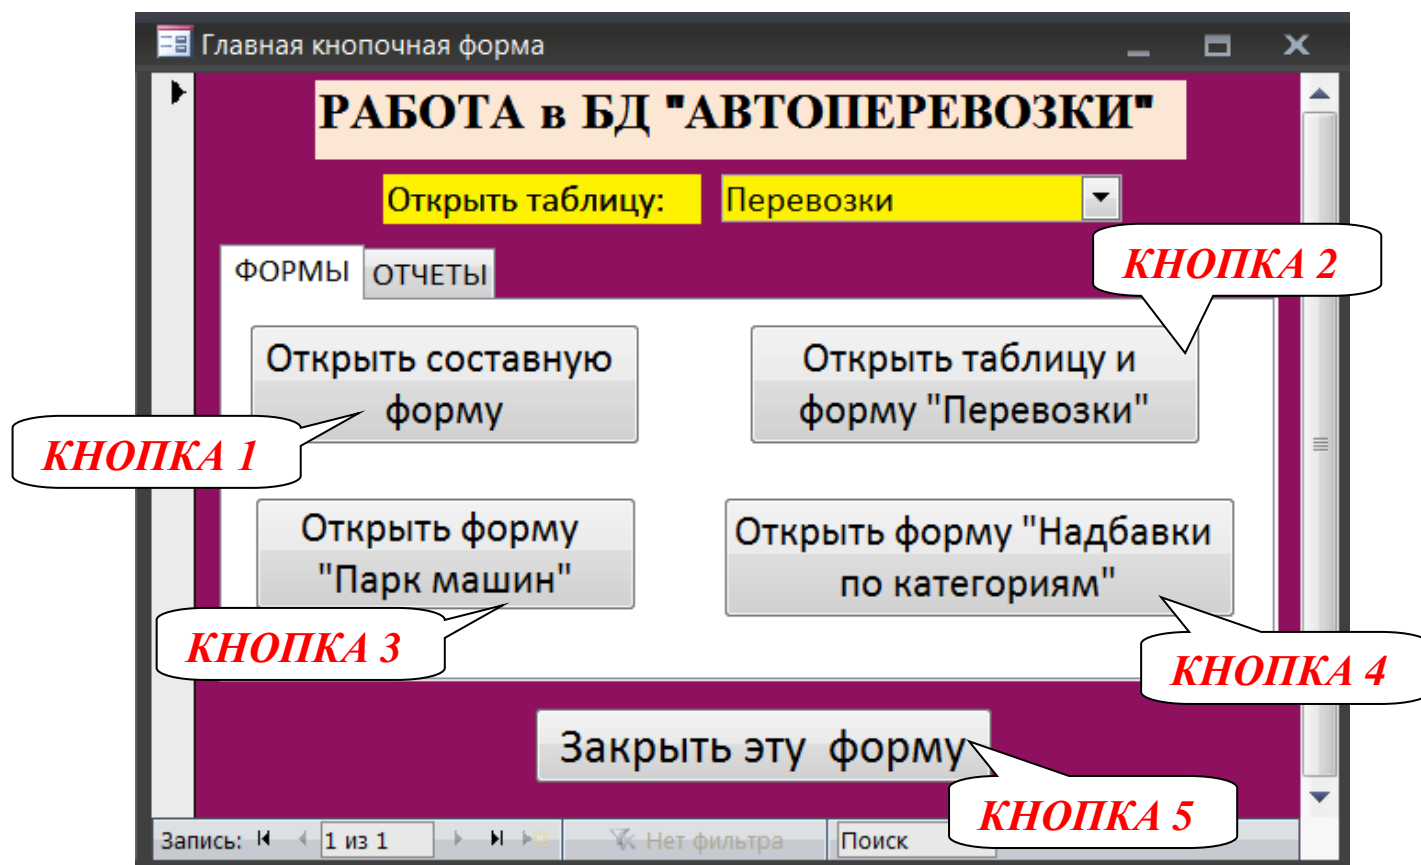 Главная кнопочная форма
РАБОТА в БД "АВТОПЕРЕВОЗКИ"
Открыть таблицу:
Перевозки
КНОПКА 2
ФОРМЫ
ОТЧЕТЫ
Открыть составную
форму
Открыть таблицу и
форму "Перевозки"
КНОПКА 1
Открыть форму
"Парк машин"
Открыть форму "Надбавки
по категориям"
КНОПКА 3
КНОПКА 4
Закрыть эту форму
КНОПКА 5
Запись:
1 из 1
Нет фильтра
Поиск